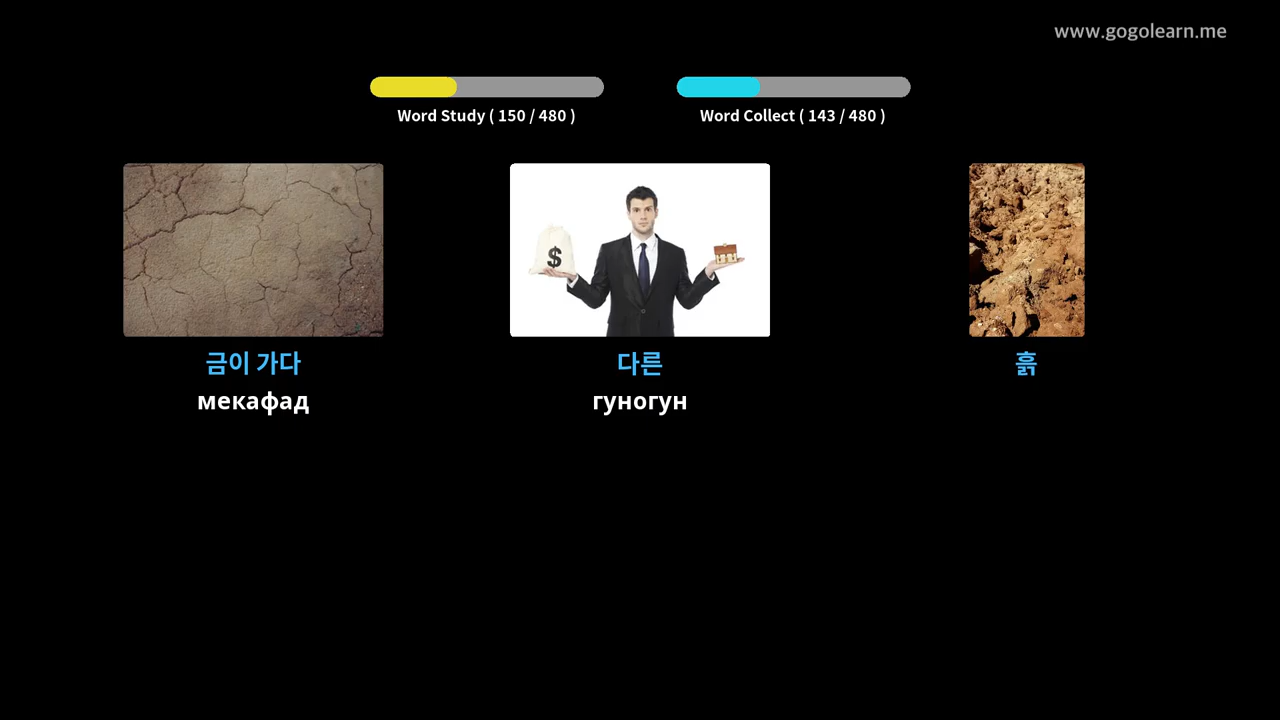 www.gogolearn.me
Word Study ( 150 / 480 )
Word Collect ( 143 / 480 )
$
금이 가다
мекафад
다른
гуногун
흙